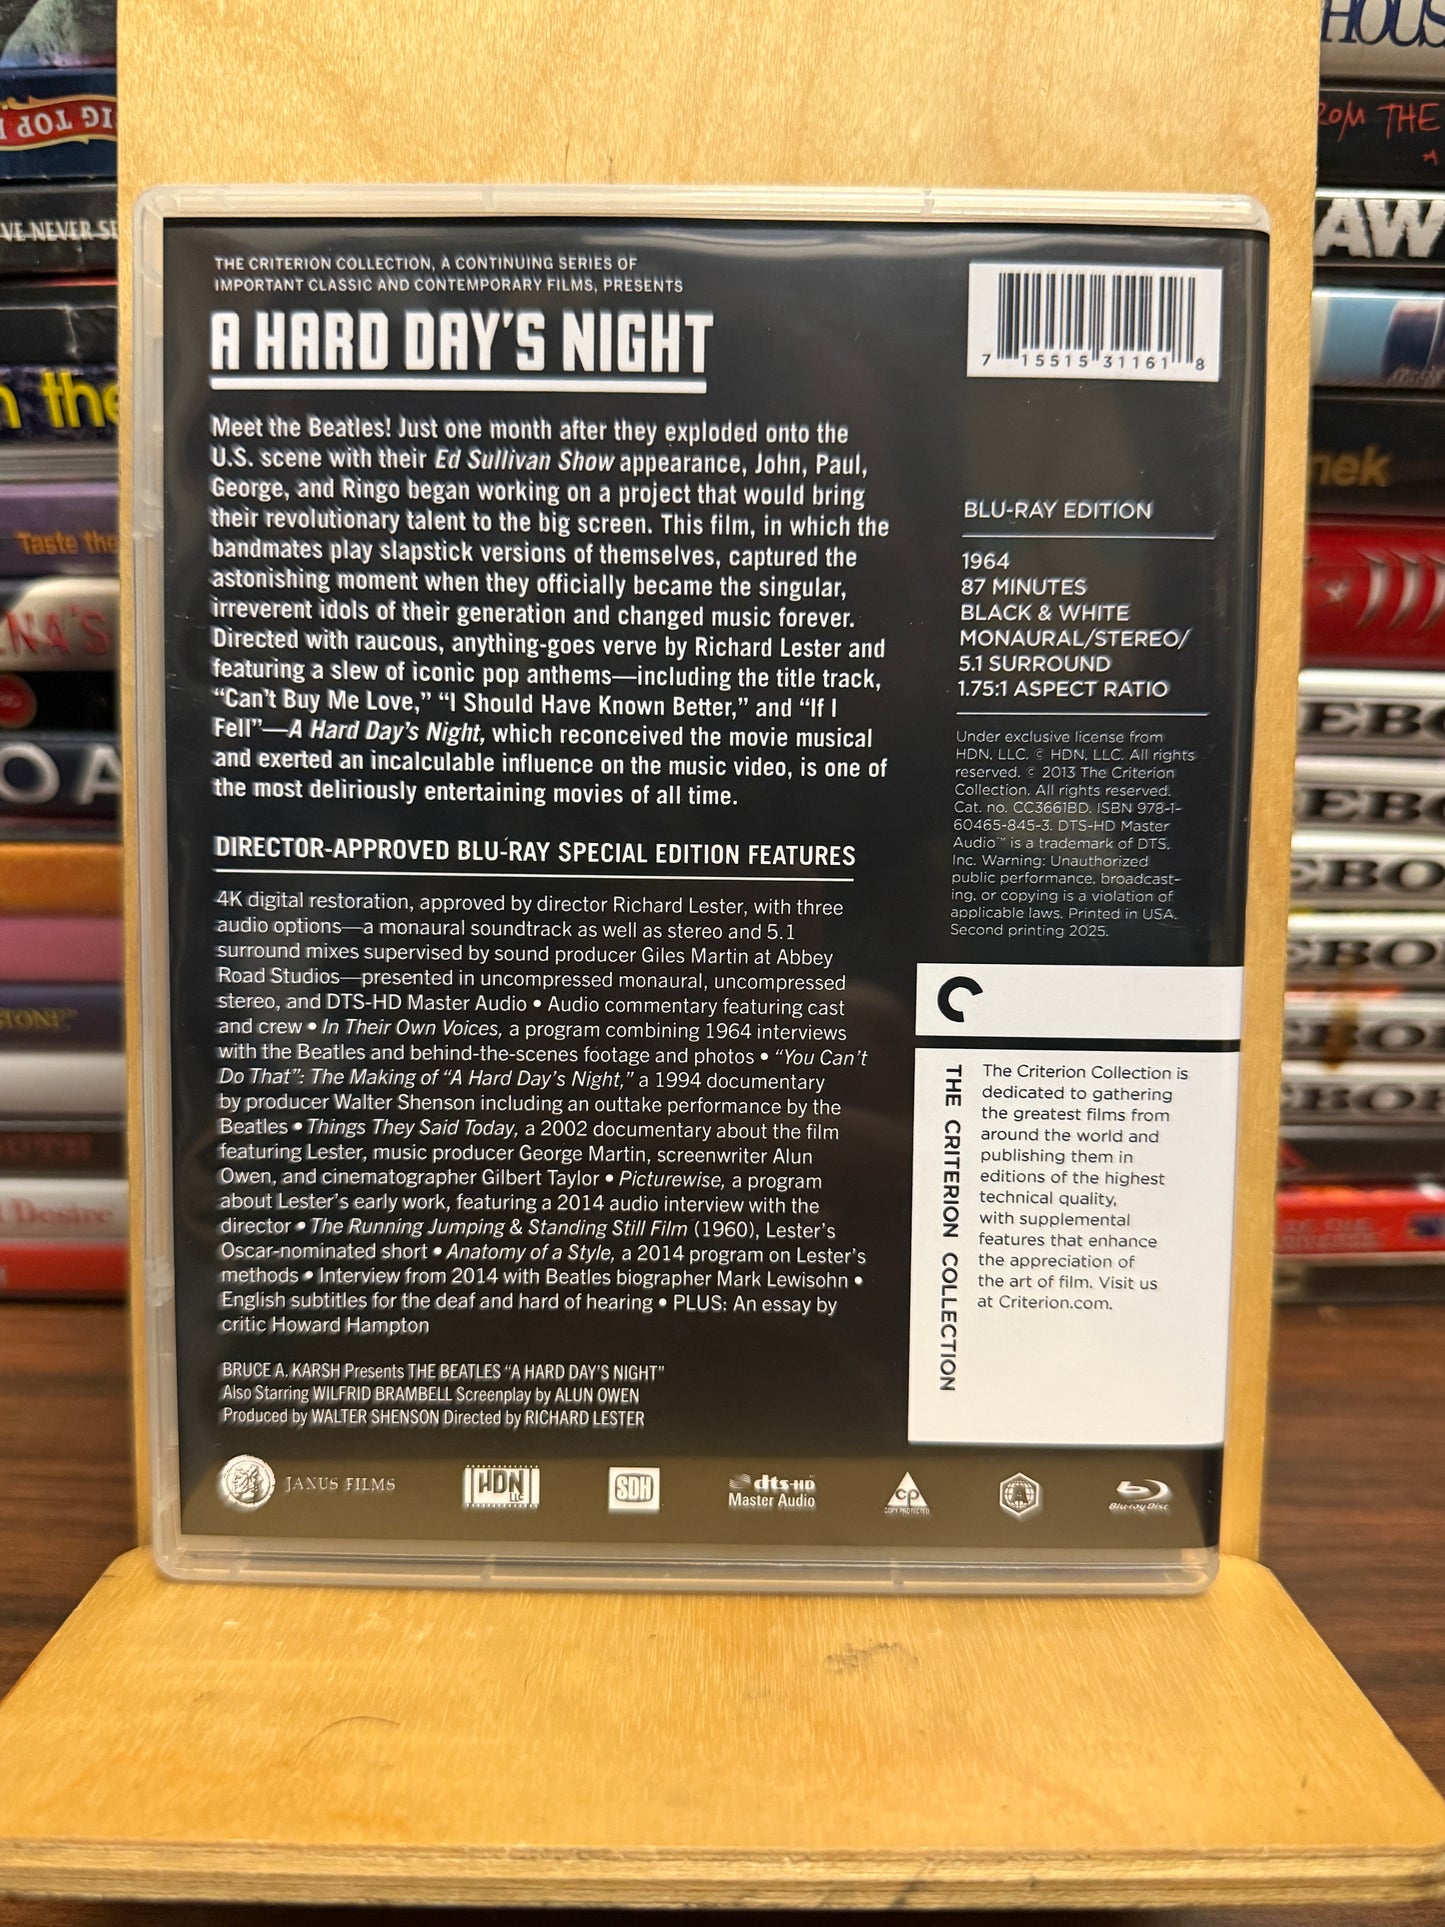 THE CRITERION COLLECTION, A CONTINUING SERIES OF
IMPORTANT CLASSIC AND CONTEMPORARY FILMS, PRESENTS
A HARD DAY'S NIGHT
Meet the Beatles! Just one month after they exploded onto the
U.S. scene with their Ed Sullivan Show appearance, John, Paul,
George, and Ringo began working on a project that would bring
their revolutionary talent to the big screen. This film, in which the
bandmates play slapstick versions of themselves, captured the
astonishing moment when they officially became the singular,
irreverent idols of their generation and changed music forever.
Directed with raucous, anything-goes verve by Richard Lester and
featuring a slew of iconic pop anthems—including the title track,
“Can’t Buy Me Love,” “I Should Have Known Better,” and “If I
Fell”—A Hard Day’s Night, which reconceived the movie musical
and exerted an incalculable influence on the music video, is one of
the most deliriously entertaining movies of all time.
DIRECTOR-APPROVED BLU-RAY SPECIAL EDITION FEATURES
4K digital restoration, approved by director Richard Lester, with three
audio options—a monaural soundtrack as well as stereo and 5.1
surround mixes supervised by sound producer Giles Martin at Abbey
Road Studios—presented in uncompressed monaural, uncompressed
stereo, and DTS-HD Master Audio • Audio commentary featuring cast
and crew • In Their Own Voices, a program combining 1964 interviews
with the Beatles and behind-the-scenes footage and photos • “You Can’t
Do That”: The Making of “A Hard Day’s Night,” a 1994 documentary
by producer Walter Shenson including an outtake performance by the
Beatles • Things They Said Today, a 2002 documentary about the film
featuring Lester, music producer George Martin, screenwriter Alun
Owen, and cinematographer Gilbert Taylor • Picturewise, a program
about Lester’s early work, featuring a 2014 audio interview with the
director • The Running Jumping & Standing Still Film (1960), Lester’s
Oscar-nominated short • Anatomy of a Style, a 2014 program on Lester’s
methods • Interview from 2014 with Beatles biographer Mark Lewisohn •
English subtitles for the deaf and hard of hearing • PLUS: An essay by
critic Howard Hampton
BRUCE A. KARSH Presents THE BEATLES “A HARD DAY’S NIGHT”
Also Starring WILFRID BRAMBELL Screenplay by ALUN OWEN
Produced by WALTER SHENSON Directed by RICHARD LESTER
JANUS FILMS
HDN
LLC
SDH
dts-HD
Master Audio
CP
COPY PROTECTED
Blu-ray Disc
7 15515 31161 8
BLU-RAY EDITION
1964
87 MINUTES
BLACK & WHITE
MONAURAL/STEREO/
5.1 SURROUND
1.75:1 ASPECT RATIO
Under exclusive license from
HDN, LLC. © HDN, LLC. All rights
reserved. © 2013 The Criterion
Collection. All rights reserved.
Cat. no. CC3661BD. ISBN 978-1-
60465-845-3. DTS-HD Master
Audio™ is a trademark of DTS,
Inc. Warning: Unauthorized
public performance, broadcast-
ing, or copying is a violation of
applicable laws. Printed in USA.
Second printing 2025.
THE CRITERION COLLECTION
The Criterion Collection is
dedicated to gathering
the greatest films from
around the world and
publishing them in
editions of the highest
technical quality,
with supplemental
features that enhance
the appreciation of
the art of film. Visit us
at Criterion.com.
VE NEVER SE
the
Taste the
Desire
HOUS
ROM THE
AW
nek